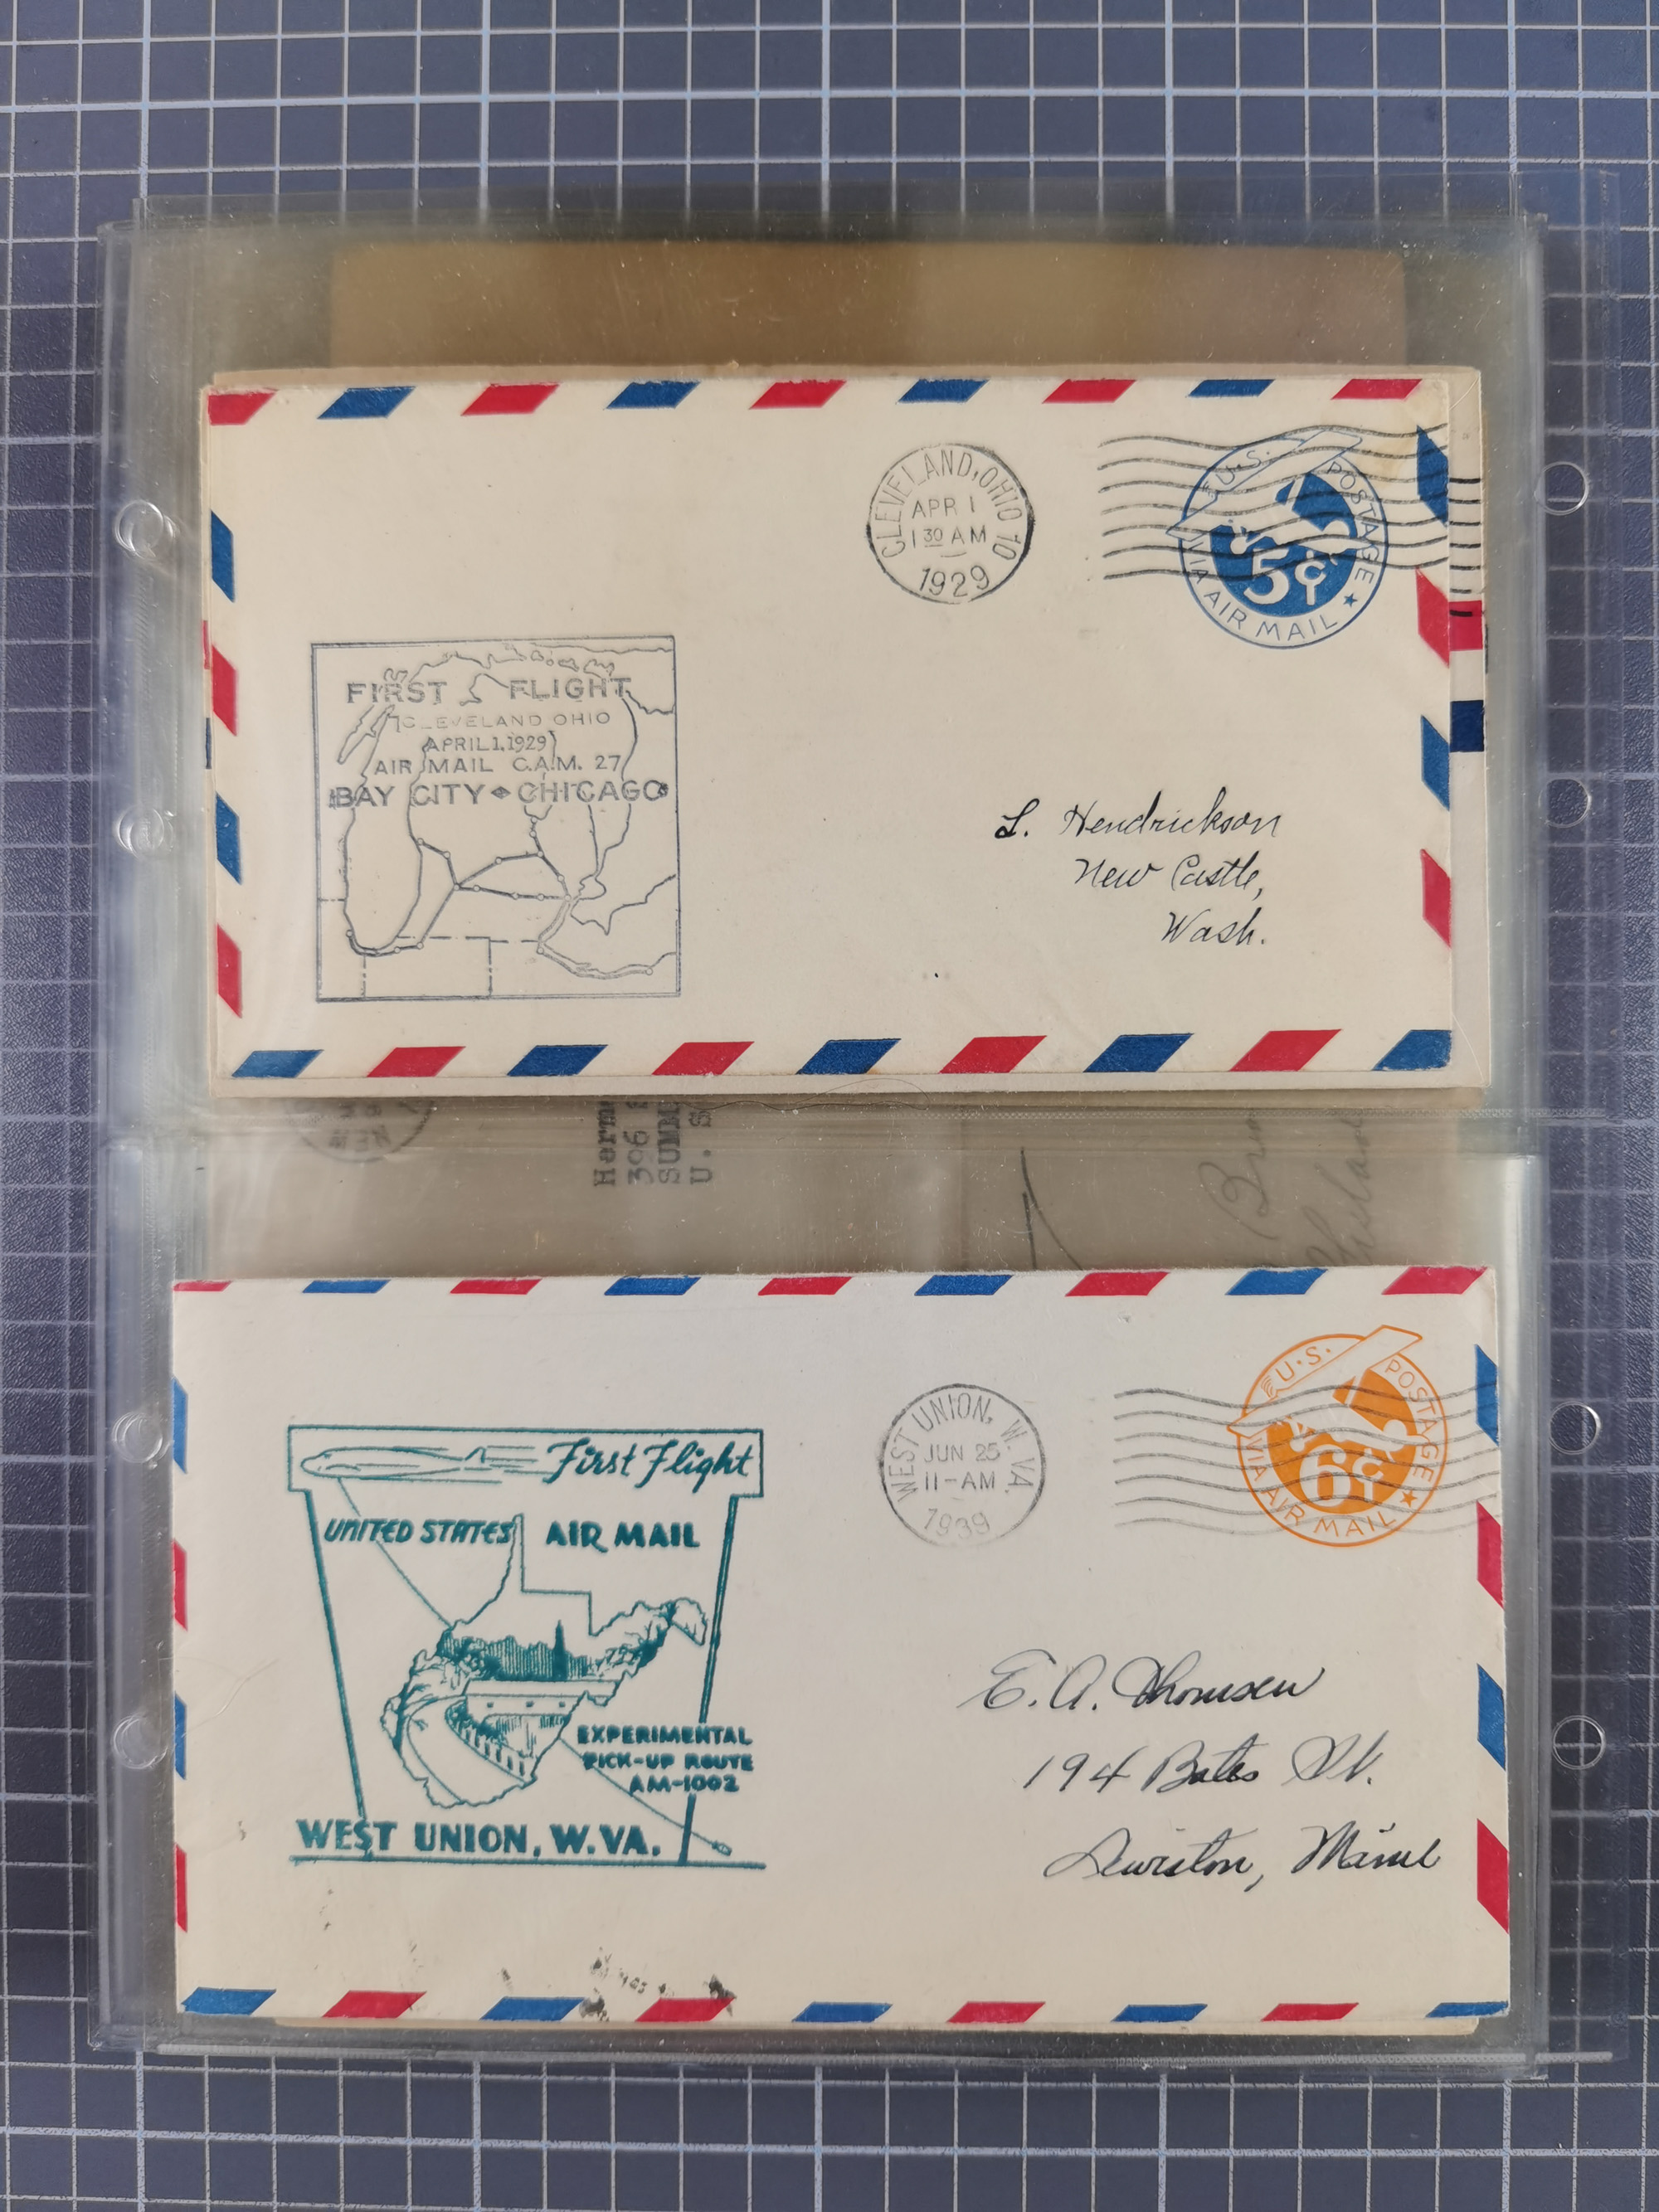 CLEVELAND, OHIO 10
APR 1
1 30 AM
1929
U.S. POSTAGE
5¢
VIA AIR MAIL
FIRST FLIGHT
CLEVELAND OHIO
APRIL 1, 1929
AIR MAIL C.A.M. 27
BAY CITY CHICAGO
L. Hendrickson
New Castle,
Wash.
396
SUMM
U. S
WEST UNION, W. VA.
JUN 25
11-AM
1939
U.S. POSTAGE
6¢
VIA AIR MAIL
First Flight
UNITED STATES AIR MAIL
EXPERIMENTAL
PICK-UP ROUTE
AM-1002
WEST UNION, W.VA.
E. A. Thomsen
194 Bates St.
Lewiston, Maine